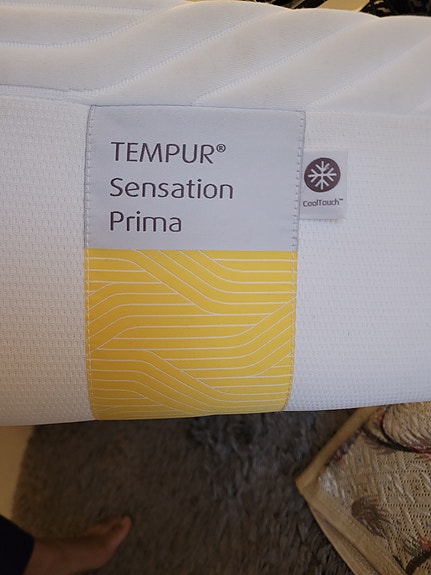 TEMPUR®
Sensation
Prima
CoolTouch™